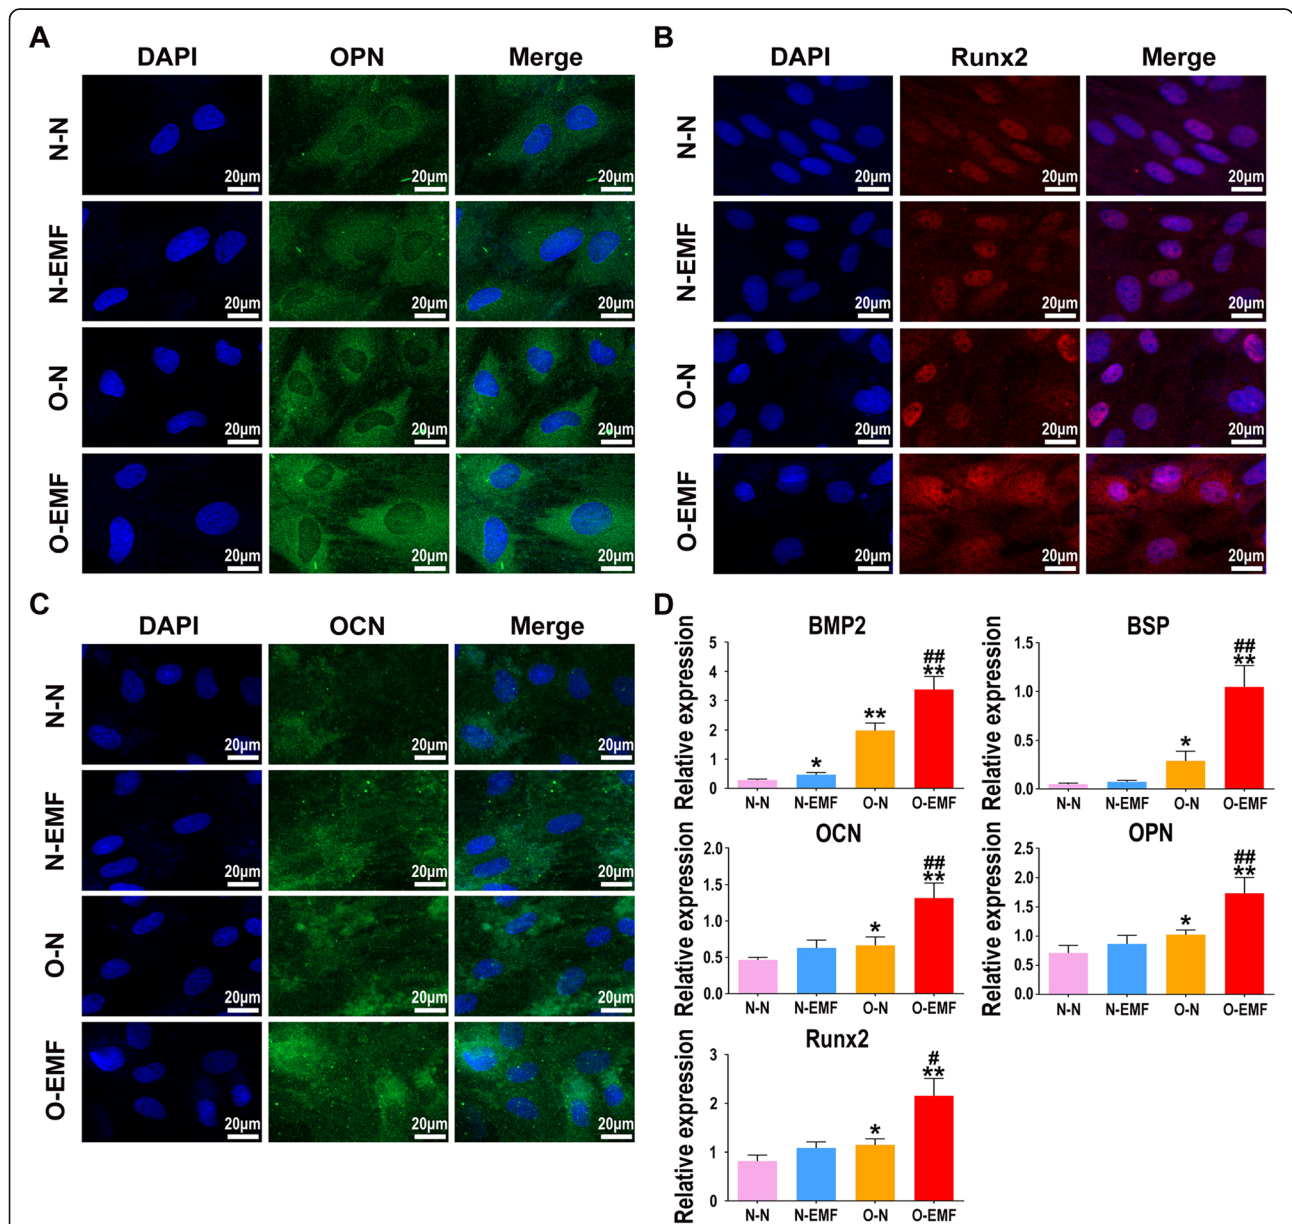 A
DAPI OPN Merge
N-N 20μm 20μm 20μm
N-EMF 20μm 20μm 20μm
O-N 20μm 20μm 20μm
O-EMF 20μm 20μm 20μm
B
DAPI Runx2 Merge
N-N 20μm 20μm 20μm
N-EMF 20μm 20μm 20μm
O-N 20μm 20μm 20μm
O-EMF 20μm 20μm 20μm
C
DAPI OCN Merge
N-N 20μm 20μm 20μm
N-EMF 20μm 20μm 20μm
O-N 20μm 20μm 20μm
O-EMF 20μm 20μm 20μm
D
BMP2
Relative expression
5
4
3
2
1
0
*
**
##
**
N-N N-EMF O-N O-EMF
BSP
Relative expression
1.5
1.0
0.5
0.0
*
##
**
N-N N-EMF O-N O-EMF
OCN
Relative expression
2.0
1.5
1.0
0.5
0.0
*
##
**
N-N N-EMF O-N O-EMF
OPN
Relative expression
2.5
2.0
1.5
1.0
0.5
0.0
*
##
**
N-N N-EMF O-N O-EMF
Runx2
Relative expression
3
2
1
0
*
#
**
N-N N-EMF O-N O-EMF